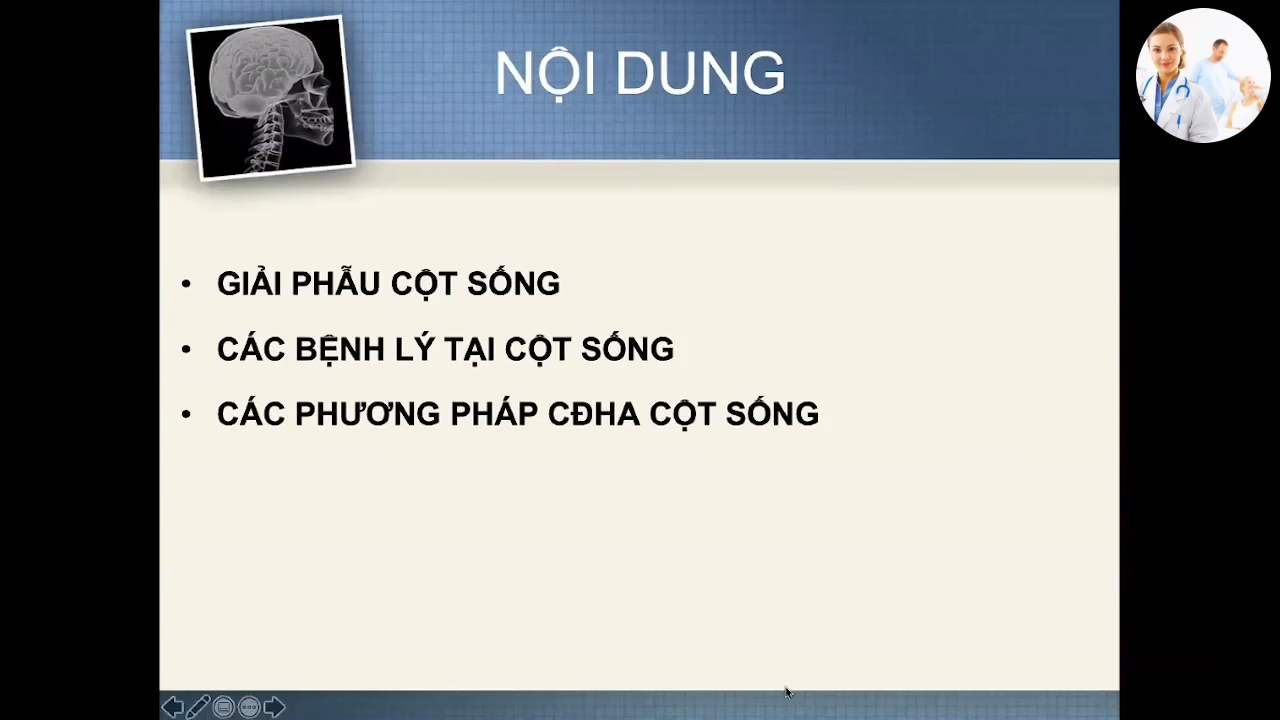 NỘI DUNG
• GIẢI PHẪU CỘT SỐNG
• CÁC BỆNH LÝ TẠI CỘT SỐNG
• CÁC PHƯƠNG PHÁP CĐHA CỘT SỐNG